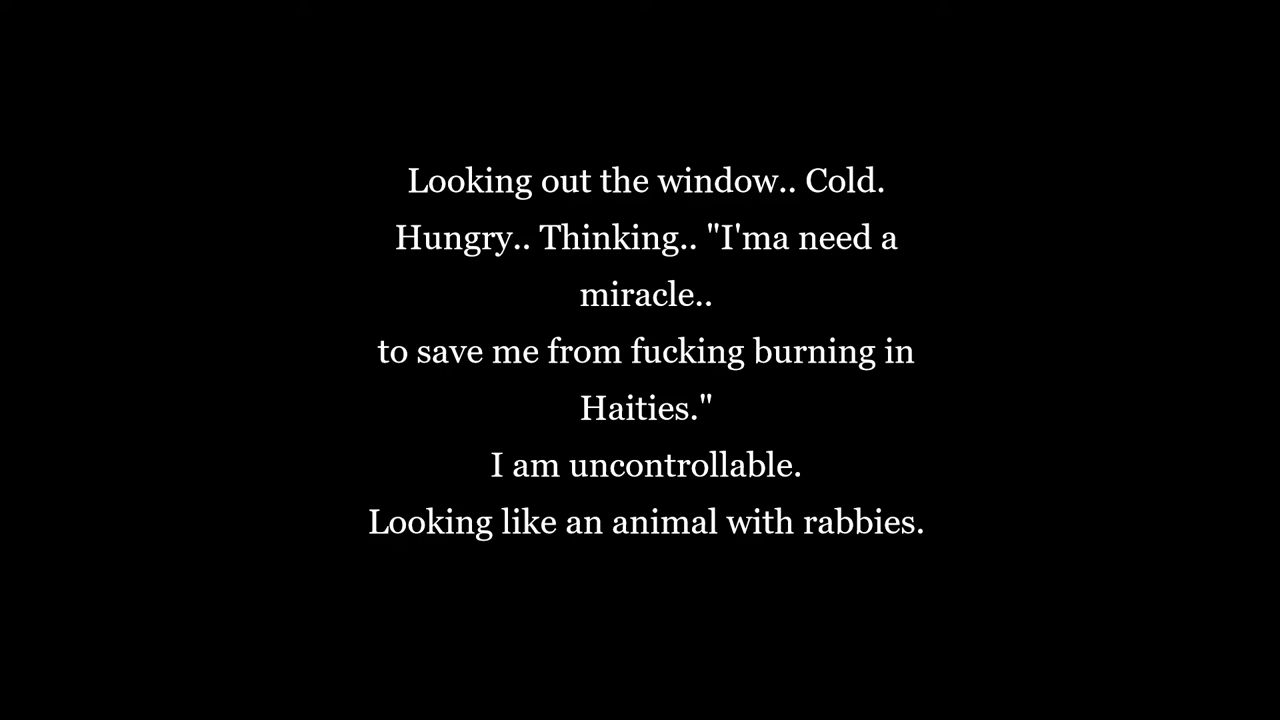 Looking out the window.. Cold.
Hungry.. Thinking.. "I'ma need a
miracle..
to save me from fucking burning in
Haities."
I am uncontrollable.
Looking like an animal with rabbies.